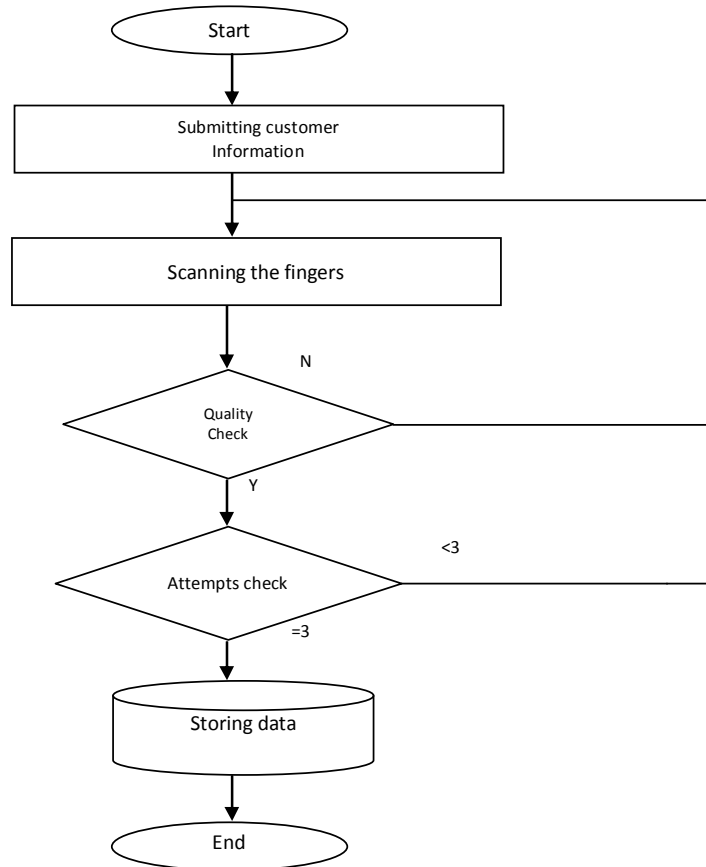 Start
Submitting customer
Information
Scanning the fingers
N
Quality
Check
Y
<3
Attempts check
=3
Storing data
End